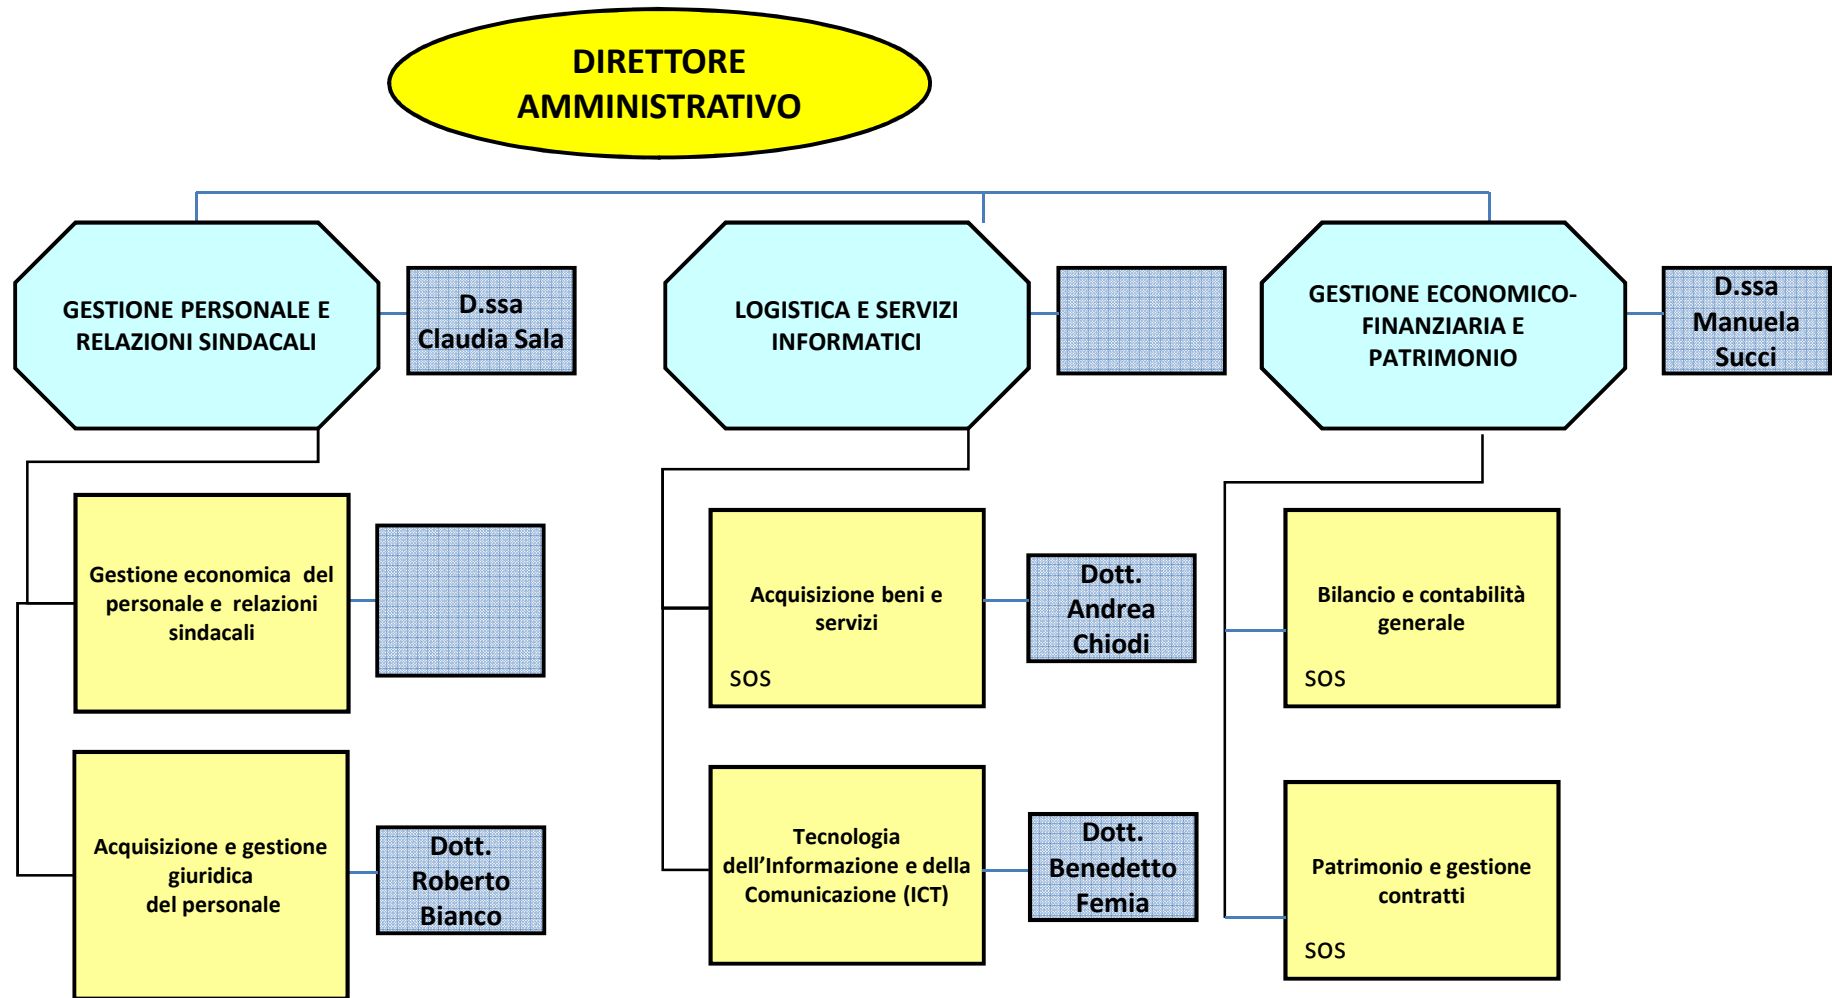 DIRETTORE
AMMINISTRATIVO
GESTIONE PERSONALE E
RELAZIONI SINDACALI
D.ssa
Claudia Sala
LOGISTICA E SERVIZI
INFORMATICI
GESTIONE ECONOMICO-
FINANZIARIA E
PATRIMONIO
D.ssa
Manuela
Succi
Gestione economica del
personale e relazioni
sindacali
Acquisizione beni e
servizi
SOS
Dott.
Andrea
Chiodi
Bilancio e contabilità
generale
SOS
Acquisizione e gestione
giuridica
del personale
Dott.
Roberto
Bianco
Tecnologia
dell’Informazione e della
Comunicazione (ICT)
Dott.
Benedetto
Femia
Patrimonio e gestione
contratti
SOS